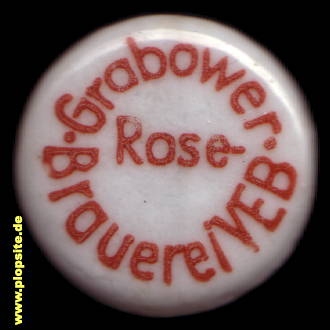 ·Grabower·
Rose-
Brauerei VEB
www.plopsite.de